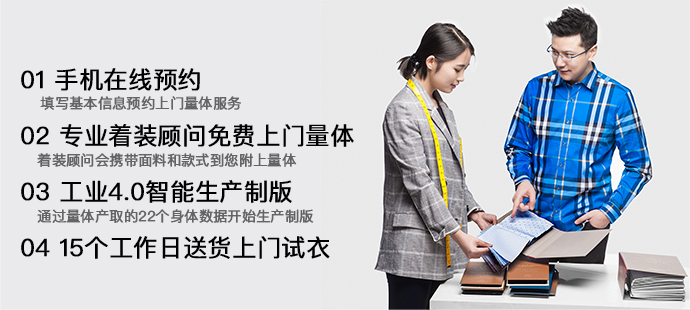 01 手机在线预约
填写基本信息预约上门量体服务
02 专业着装顾问免费上门量体
着装顾问会携带面料和款式到您附上量体
03 工业4.0智能生产制版
通过量体产取的22个身体数据开始生产制版
04 15个工作日送货上门试衣